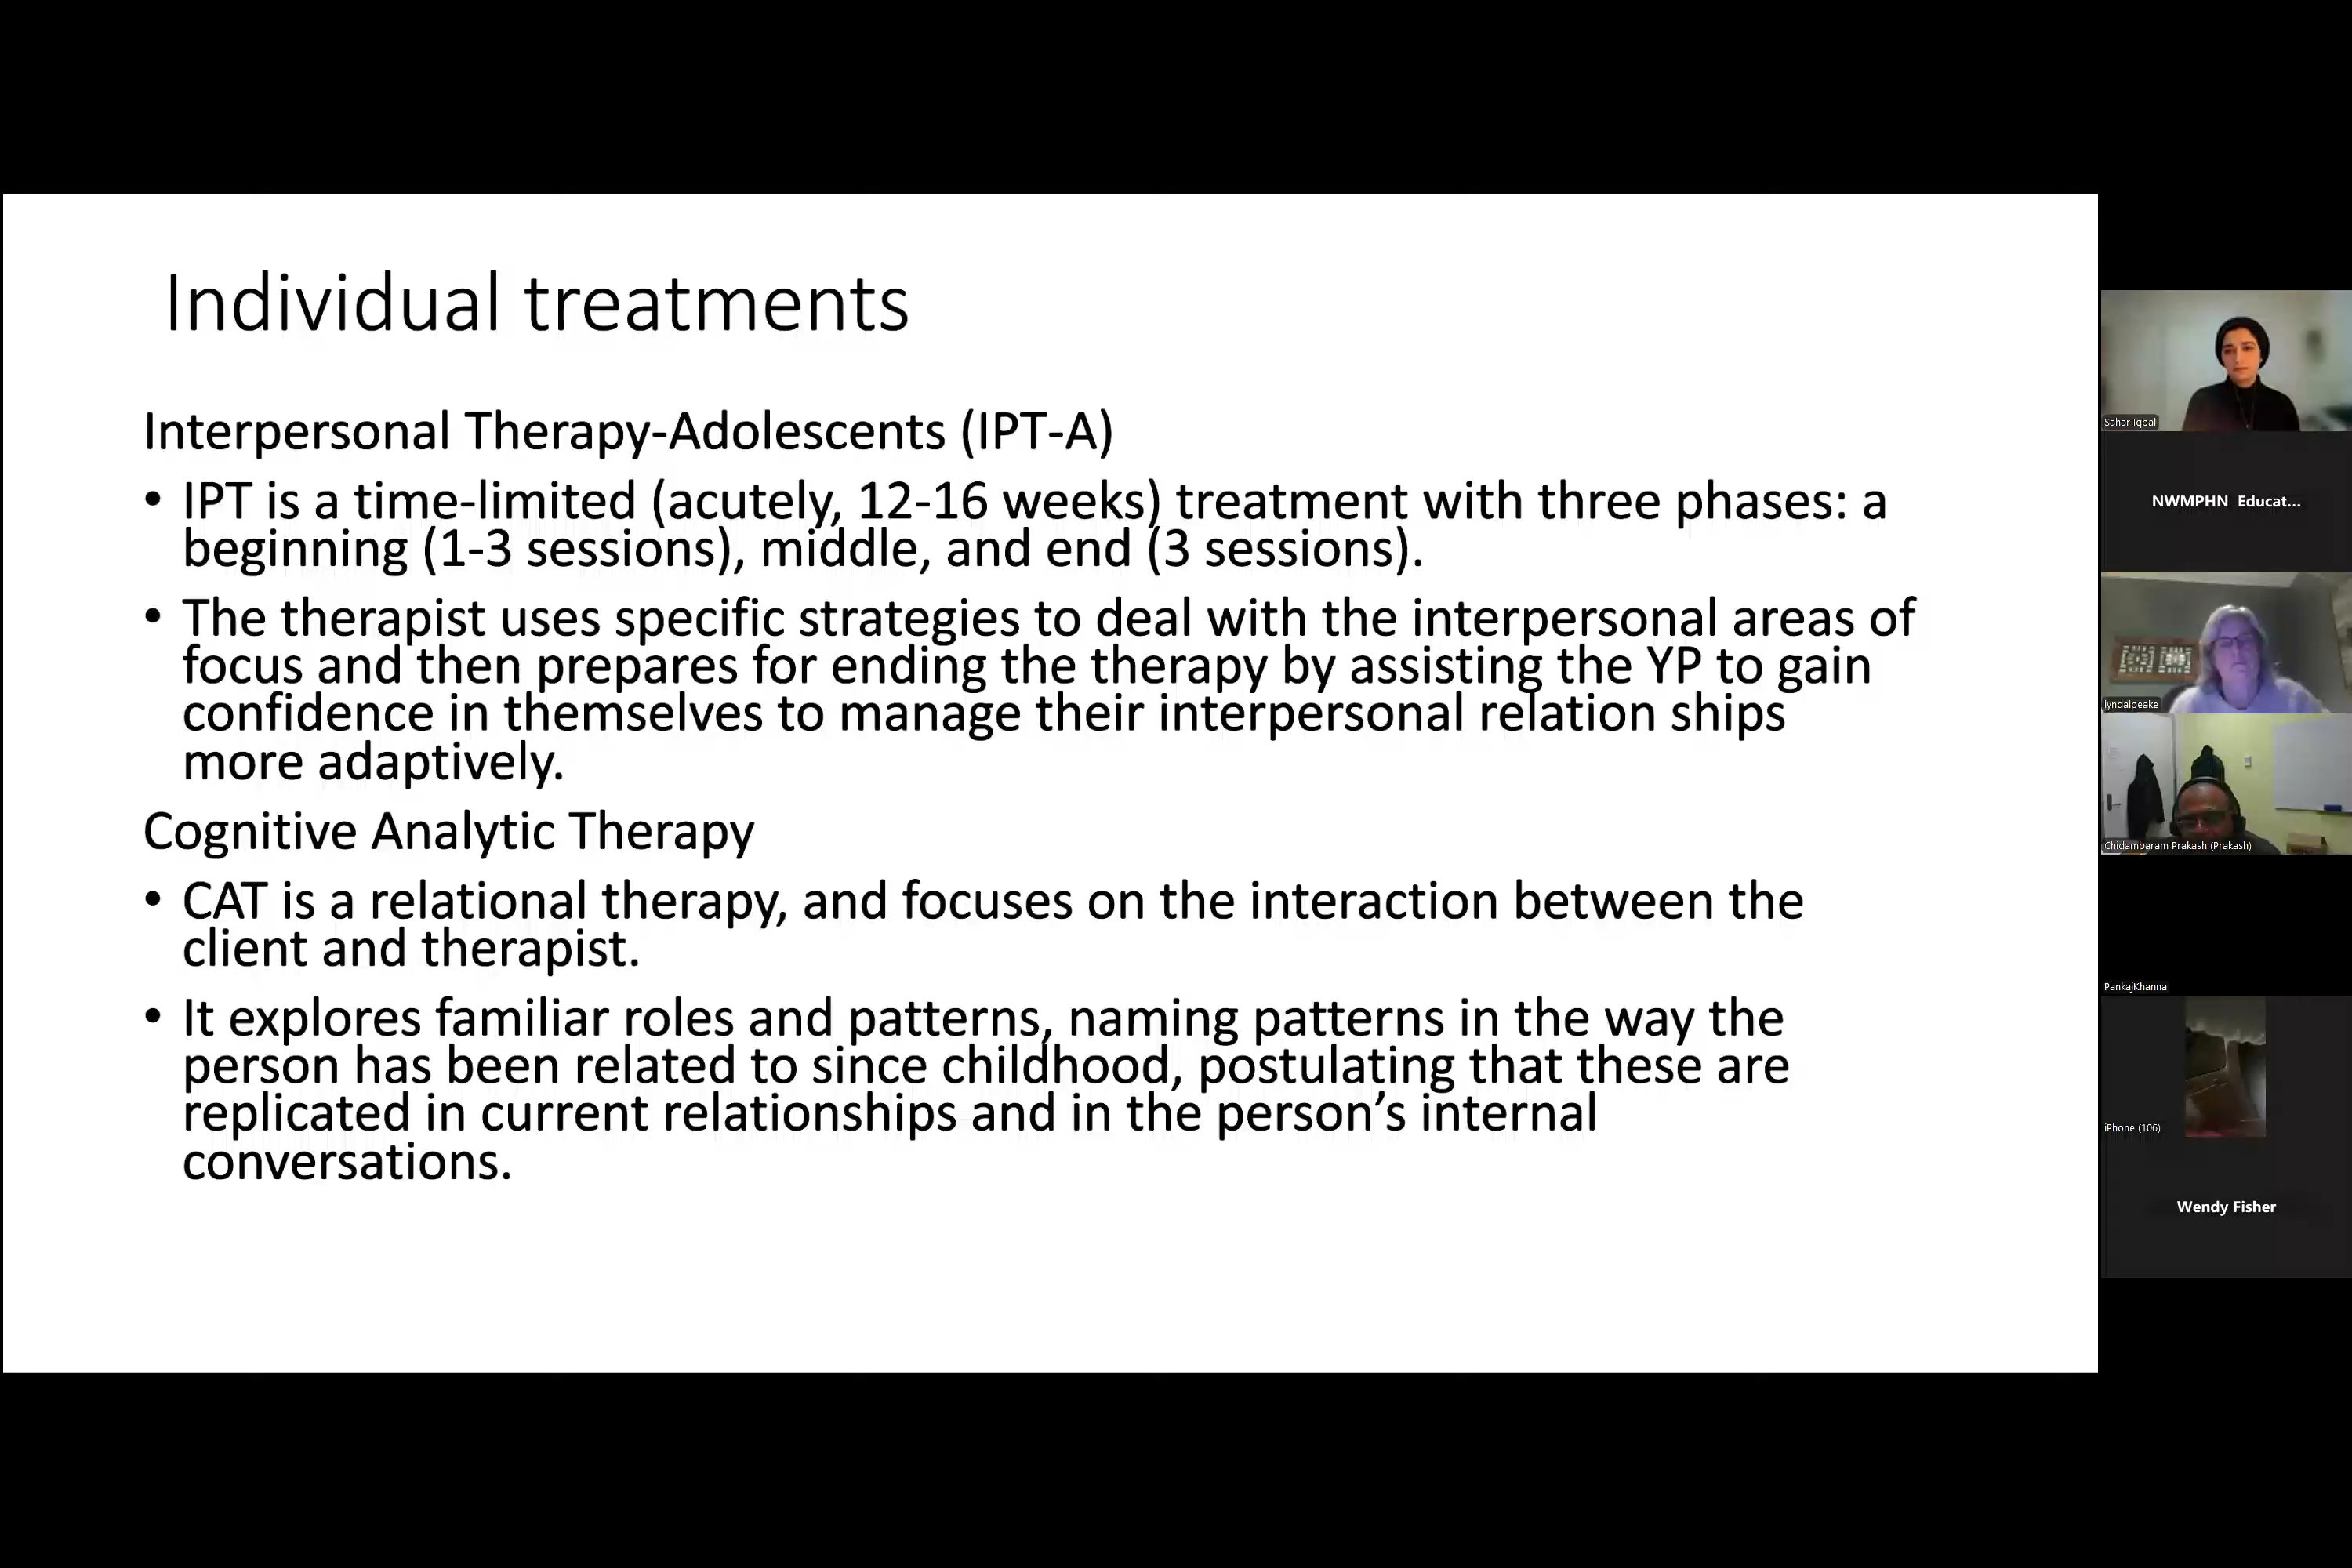 Individual treatments
Interpersonal Therapy-Adolescents (IPT-A)
• IPT is a time-limited (acutely, 12-16 weeks) treatment with three phases: a
beginning (1-3 sessions), middle, and end (3 sessions).
• The therapist uses specific strategies to deal with the interpersonal areas of
focus and then prepares for ending the therapy by assisting the YP to gain
confidence in themselves to manage their interpersonal relation ships
more adaptively.
Cognitive Analytic Therapy
• CAT is a relational therapy, and focuses on the interaction between the
client and therapist.
• It explores familiar roles and patterns, naming patterns in the way the
person has been related to since childhood, postulating that these are
replicated in current relationships and in the person’s internal
conversations.
Sahar Iqbal
NWMPHN Educat...
lyndalpeake
Chidambaram Prakash (Prakash)
PankajKhanna
iPhone (106)
Wendy Fisher